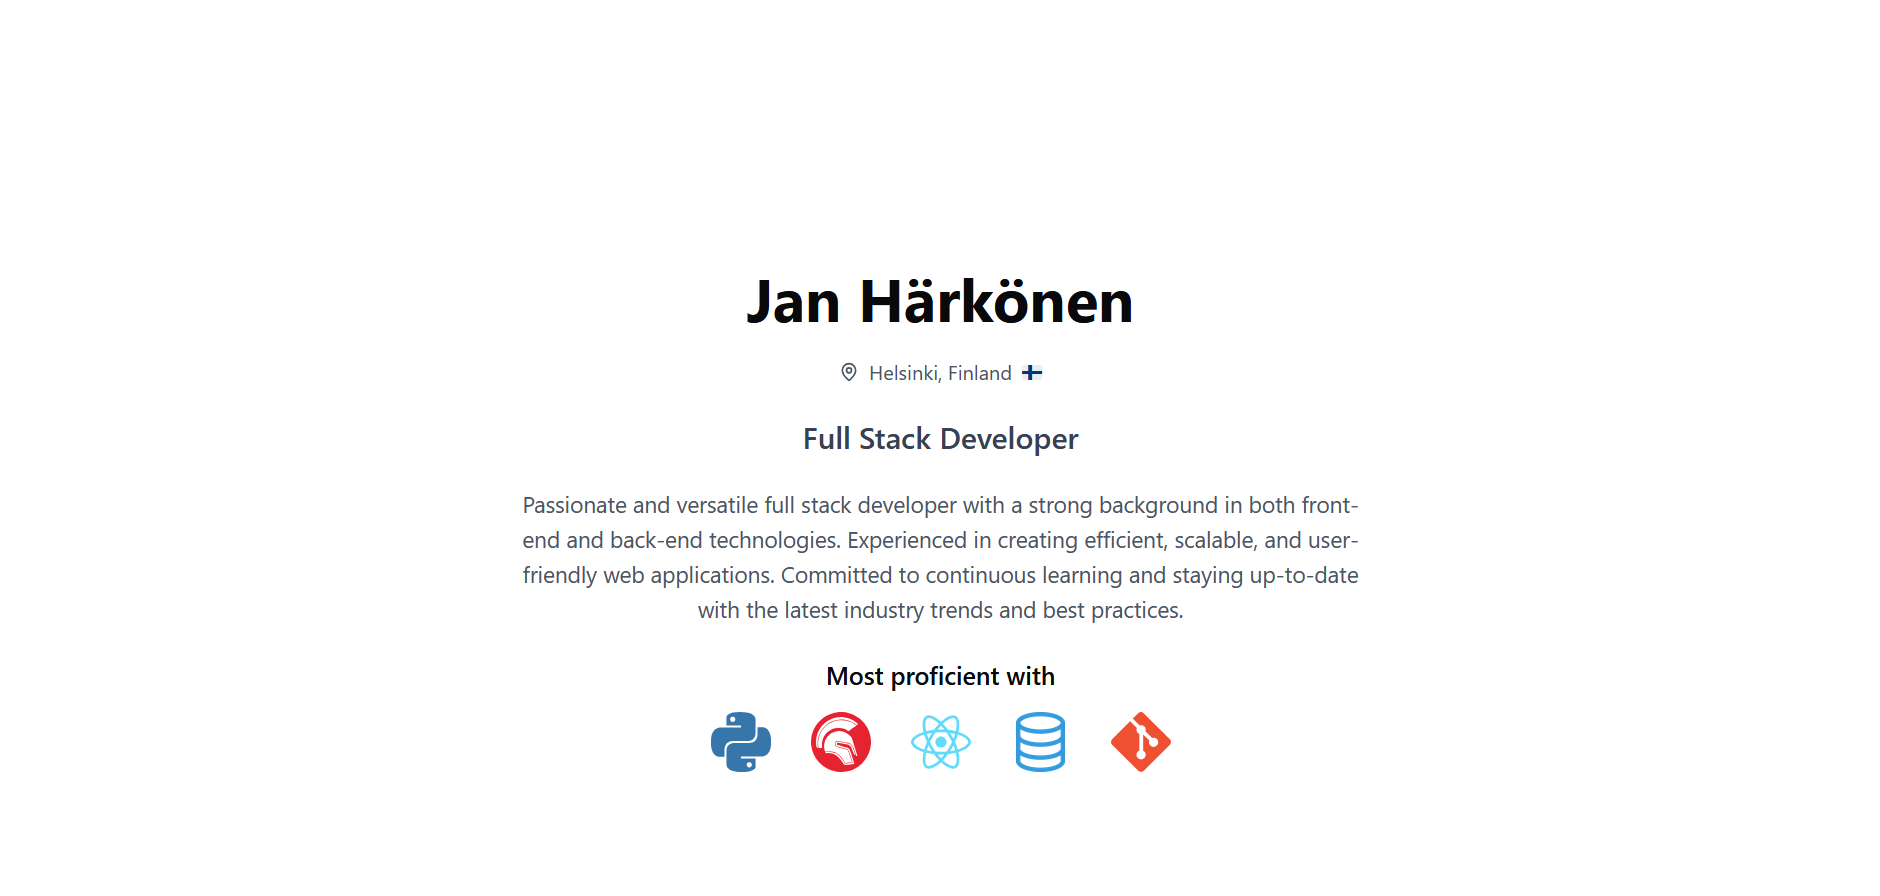 Jan Härkönen
Helsinki, Finland
Full Stack Developer
Passionate and versatile full stack developer with a strong background in both front-
end and back-end technologies. Experienced in creating efficient, scalable, and user-
friendly web applications. Committed to continuous learning and staying up-to-date
with the latest industry trends and best practices.
Most proficient with